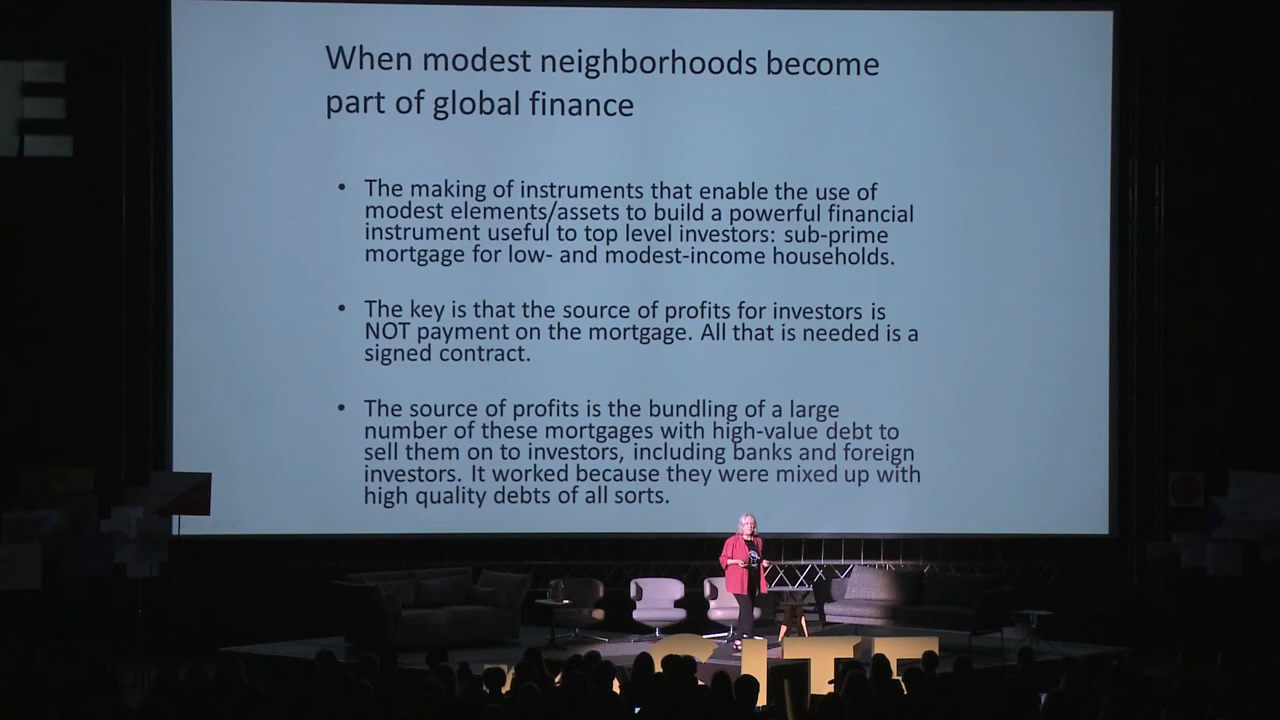 When modest neighborhoods become
part of global finance
• The making of instruments that enable the use of
modest elements/assets to build a powerful financial
instrument useful to top level investors: sub-prime
mortgage for low- and modest-income households.
• The key is that the source of profits for investors is
NOT payment on the mortgage. All that is needed is a
signed contract.
• The source of profits is the bundling of a large
number of these mortgages with high-value debt to
sell them on to investors, including banks and foreign
investors. It worked because they were mixed up with
high quality debts of all sorts.